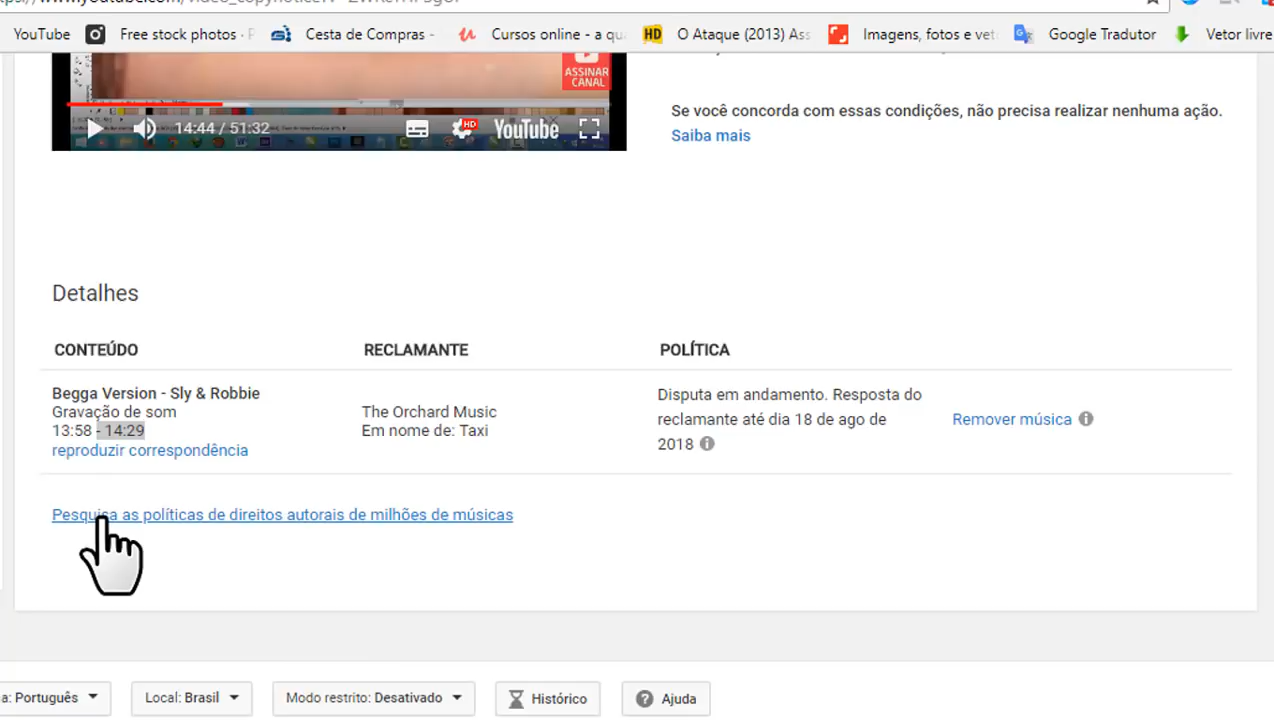 YouTube Free stock photos · P Cesta de Compras - Cursos online - a qu HD O Ataque (2013) Ass Imagens, fotos e vet Google Tradutor Vetor livre
ASSINAR
CANAL
14:44 / 51:32 HD YouTube
Se você concorda com essas condições, não precisa realizar nenhuma ação.
Saiba mais
Detalhes
CONTEÚDO RECLAMANTE POLÍTICA
Begga Version - Sly & Robbie
Gravação de som
13:58 - 14:29
reproduzir correspondência
The Orchard Music
Em nome de: Taxi
Disputa em andamento. Resposta do
reclamante até dia 18 de ago de
2018
Remover música
Pesquisa as políticas de direitos autorais de milhões de músicas
a: Português Local: Brasil Modo restrito: Desativado Histórico Ajuda